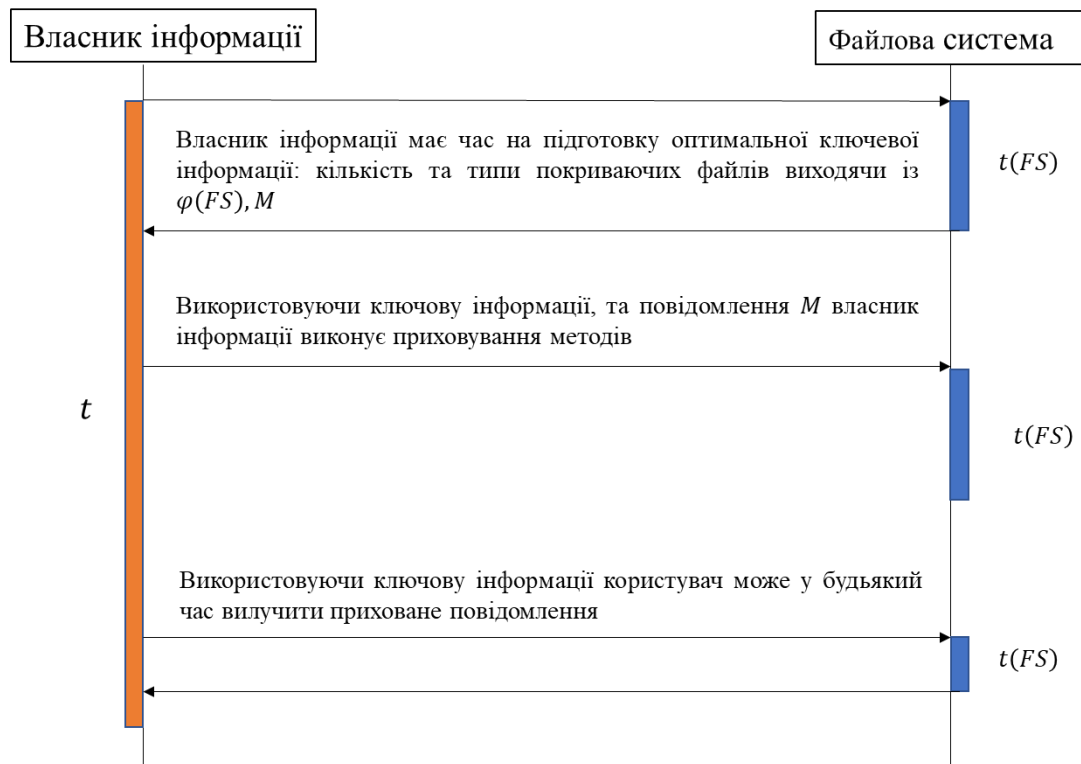 Власник інформації
Файлова система
Власник інформації має час на підготовку оптимальної ключевої
інформації: кількість та типи покриваючих файлів виходячи із
φ(FS), M
t(FS)
Використовуючи ключову інформації, та повідомлення M власник
інформації виконує приховування методів
t
t(FS)
Використовуючи ключову інформації користувач може у будьякий
час вилучити приховане повідомлення
t(FS)